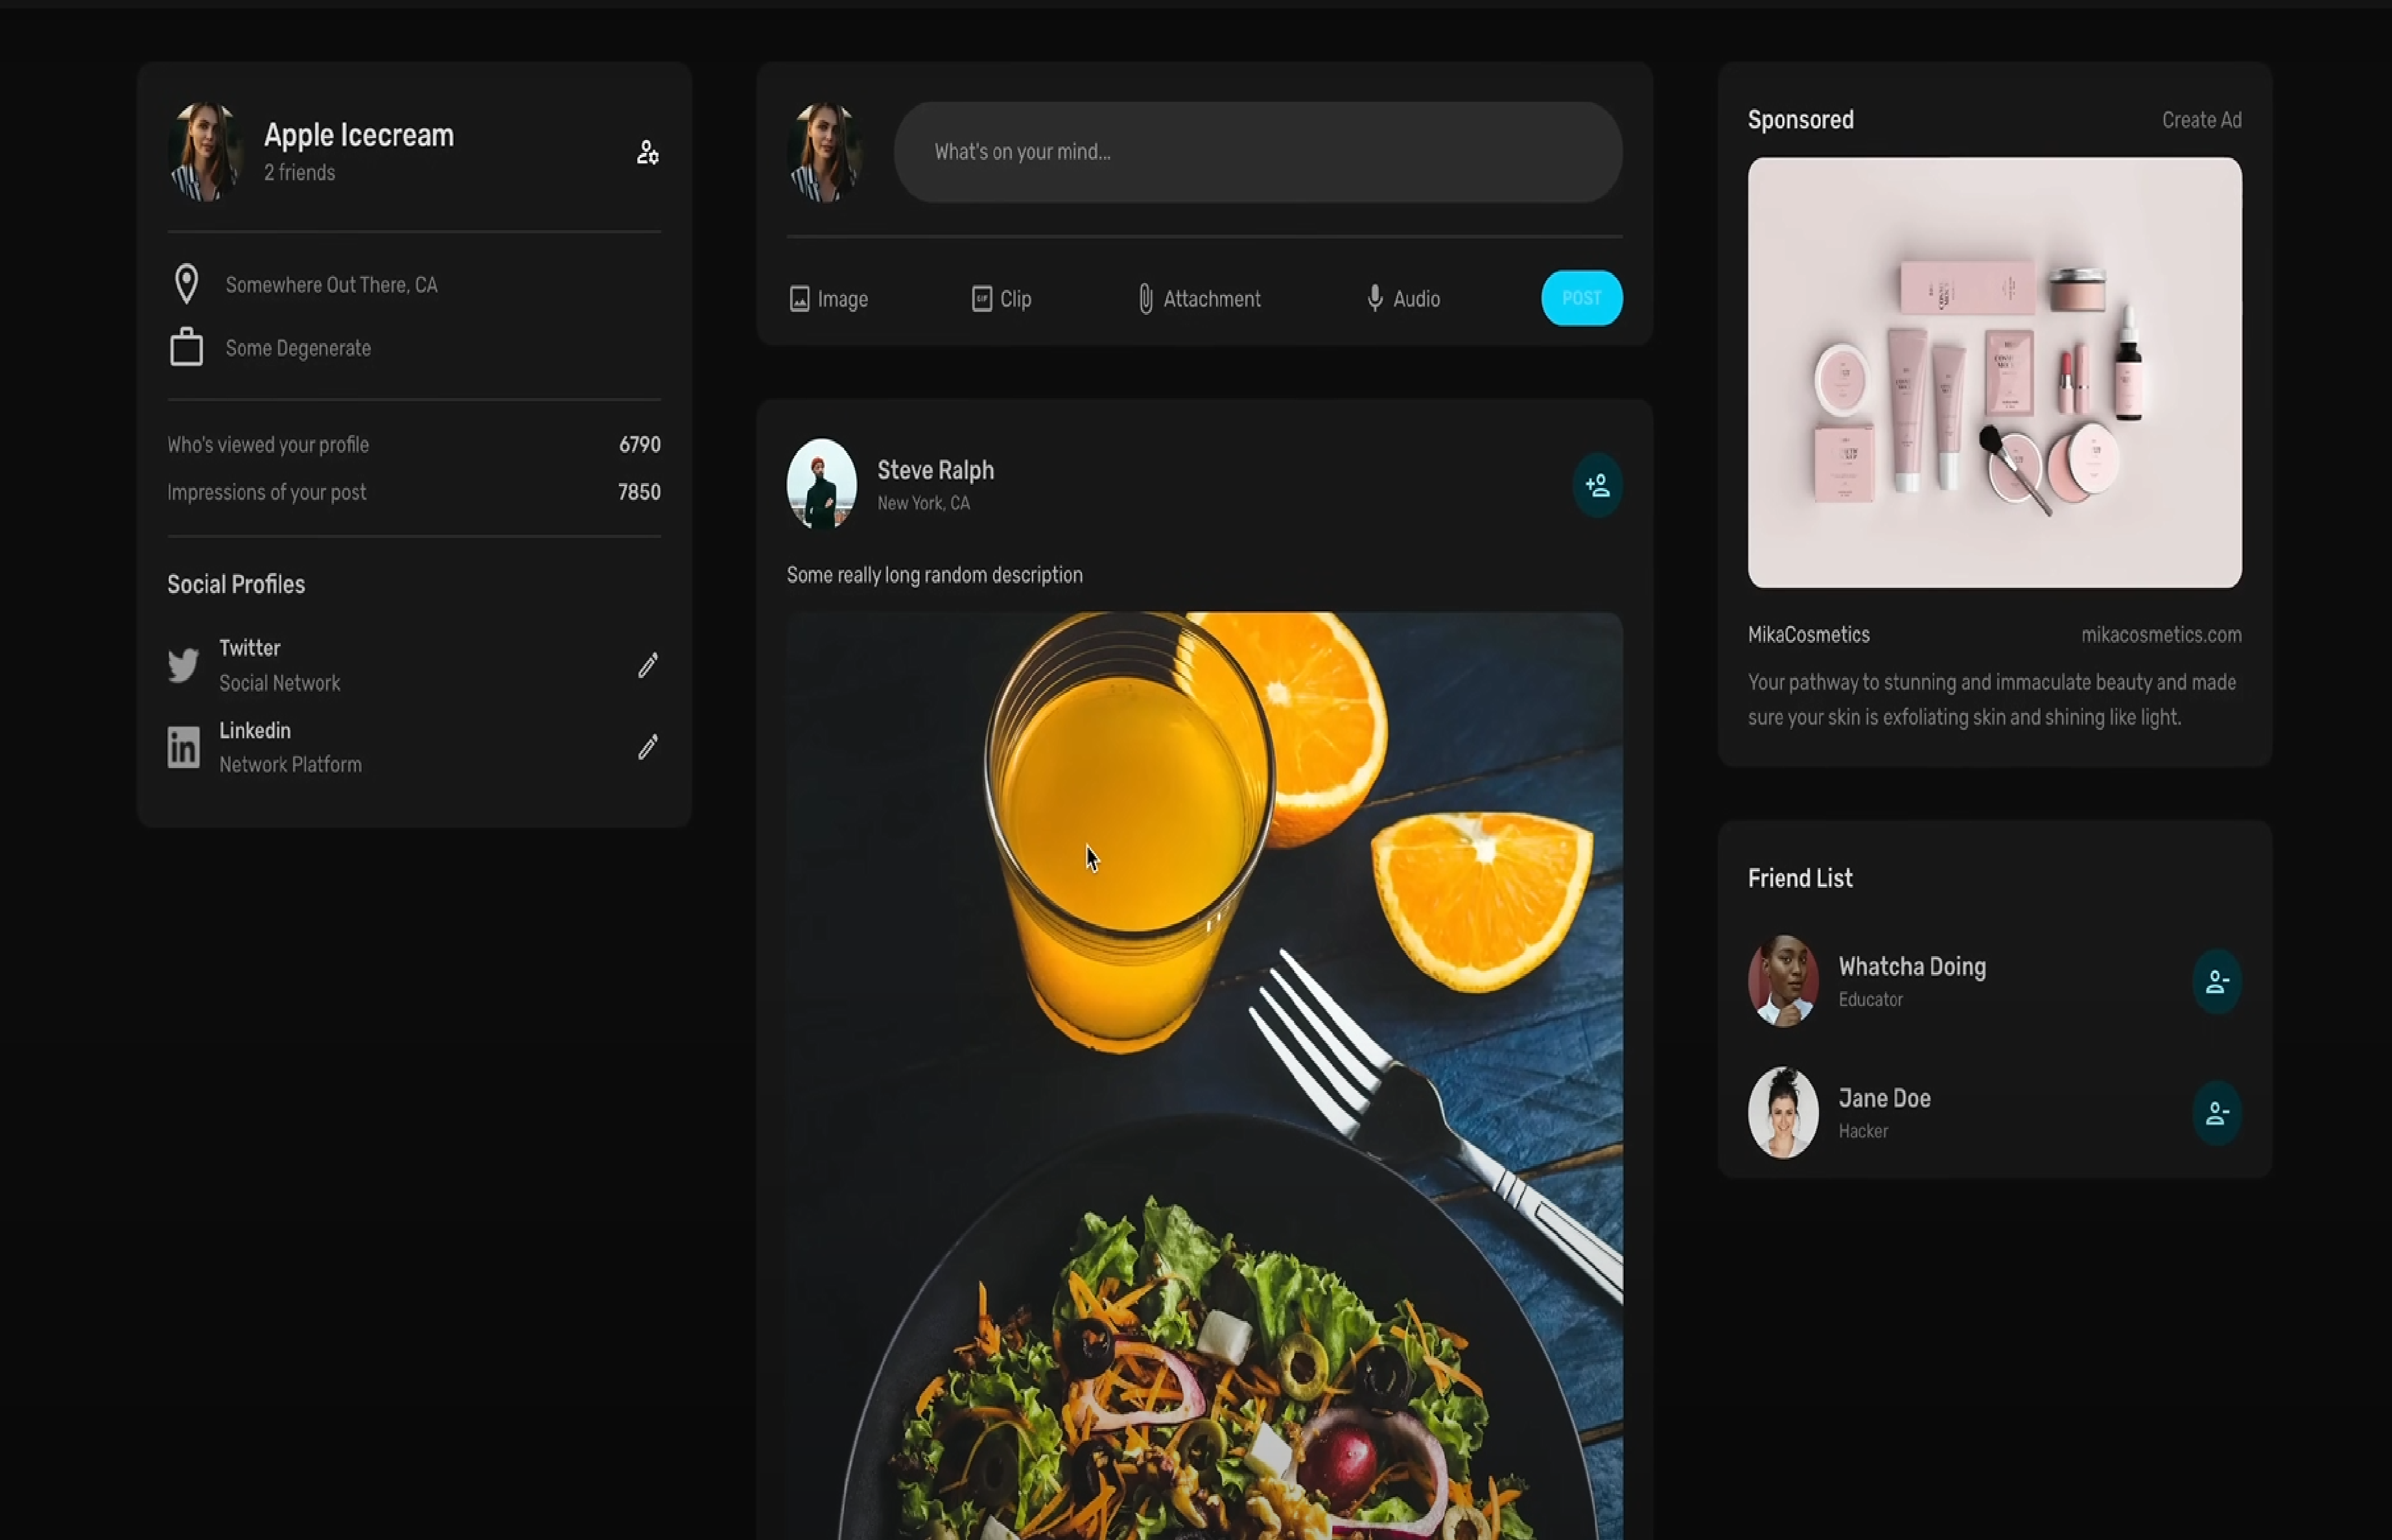 Apple Icecream
2 friends
Somewhere Out There, CA
Some Degenerate
Who's viewed your profile 6790
Impressions of your post 7850
Social Profiles
Twitter
Social Network
in Linkedin
Network Platform
What's on your mind...
Image GIF Clip Attachment Audio POST
Steve Ralph
New York, CA
Some really long random description
Sponsored Create Ad
MikaCosmetics mikacosmetics.com
Your pathway to stunning and immaculate beauty and made
sure your skin is exfoliating skin and shining like light.
Friend List
Whatcha Doing
Educator
Jane Doe
Hacker